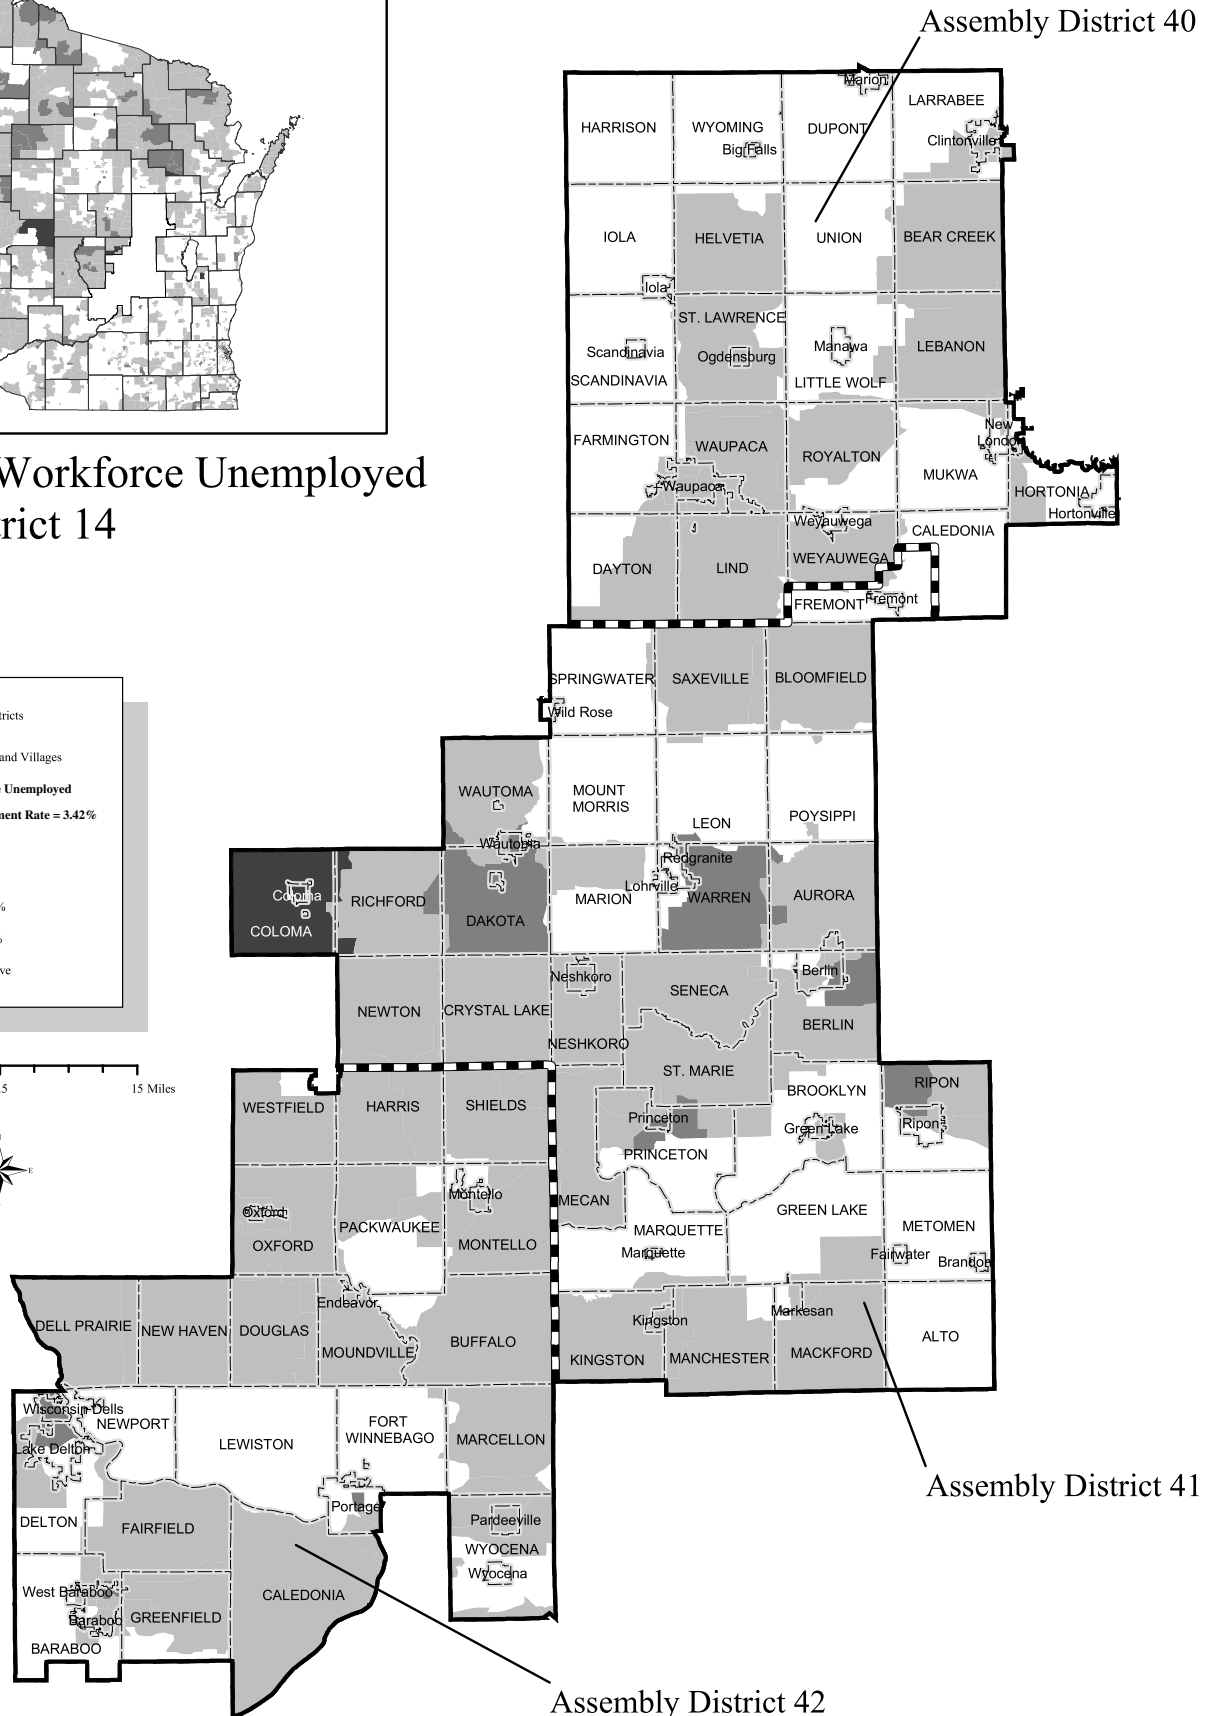 Assembly District 40
Marion
LARRABEE
HARRISON
WYOMING
DUPONT
Big Falls
Clintonville
IOLA
HELVETIA
UNION
BEAR CREEK
Iola
ST. LAWRENCE
Scandinavia
Ogdensburg
Manawa
LEBANON
SCANDINAVIA
LITTLE WOLF
New
London
FARMINGTON
WAUPACA
ROYALTON
MUKWA
Workforce Unemployed
Waupaca
HORTONIA
Hortonville
trict 14
Weyauwega
CALEDONIA
WEYAUWEGA
DAYTON
LIND
FREMONT
Fremont
SPRINGWATER
SAXEVILLE
BLOOMFIELD
Wild Rose
tricts
and Villages
Unemployed
ment Rate = 3.42%
WAUTOMA
MOUNT
MORRIS
LEON
POYSIPPI
Wautoma
Redgranite
Lohrville
Coloma
RICHFORD
MARION
WARREN
AURORA
%
DAKOTA
COLOMA
%
ve
Neshkoro
SENECA
Berlin
NEWTON
CRYSTAL LAKE
BERLIN
NESHKORO
ST. MARIE
5
15 Miles
BROOKLYN
RIPON
WESTFIELD
HARRIS
SHIELDS
Princeton
Green Lake
Ripon
PRINCETON
E
Montello
MECAN
Oxford
PACKWAUKEE
MARQUETTE
GREEN LAKE
METOMEN
OXFORD
MONTELLO
Marquette
Fairwater
Brandon
Endeavor
Kingston
Markesan
DELL PRAIRIE
NEW HAVEN
DOUGLAS
MOUNDVILLE
BUFFALO
KINGSTON
MANCHESTER
MACKFORD
ALTO
Wisconsin Dells
NEWPORT
FORT
WINNEBAGO
Lake Delton
LEWISTON
MARCELLON
Assembly District 41
Portage
Pardeeville
DELTON
FAIRFIELD
WYOCENA
Wyocena
West Baraboo
CALEDONIA
Baraboo
GREENFIELD
BARABOO
Assembly District 42